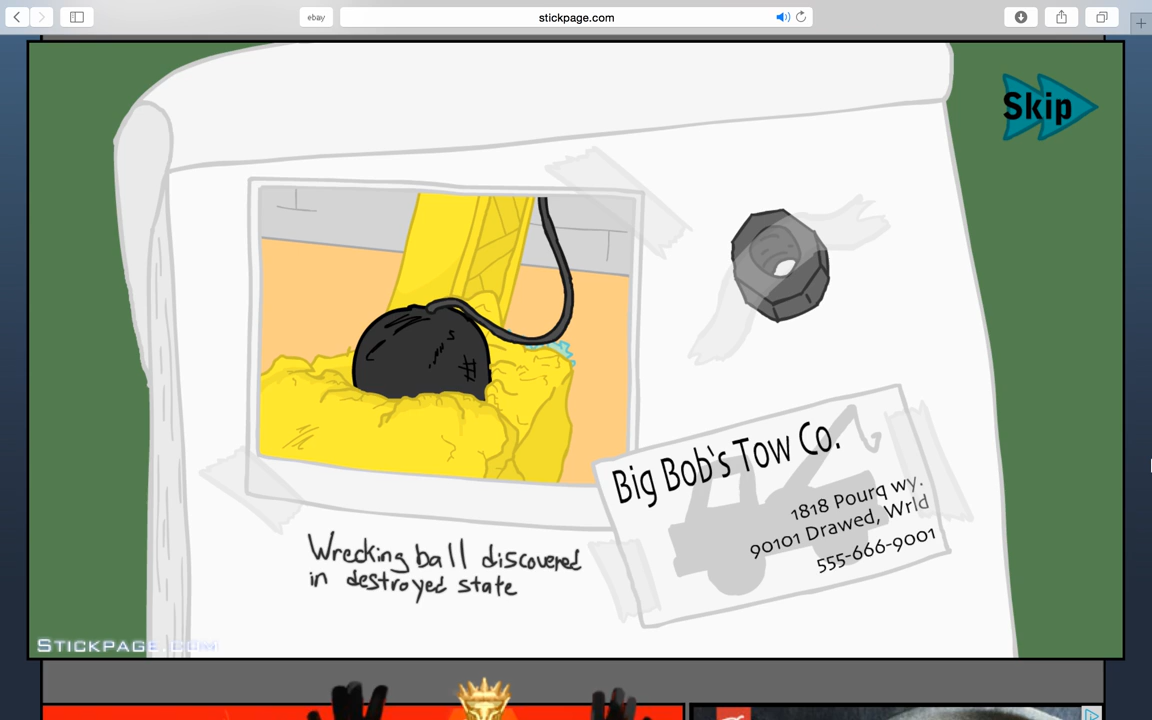 ebay
stickpage.com
Skip
Big Bob's Tow Co.
1818 Pourq wy.
90101 Drawed, Wrld
555-666-9001
Wrecking ball discovered
in destroyed state
STICKPAGE.COM